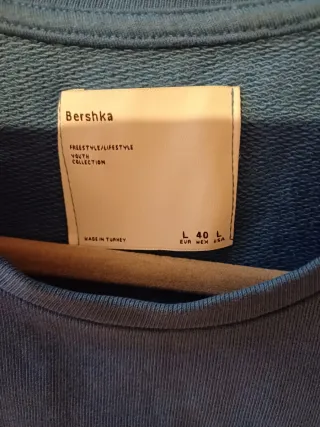 Bershka
FREESTYLE/LIFESTYLE
YOUTH
COLLECTION
L 40 L
MADE IN TURKEY EUR MEX USA